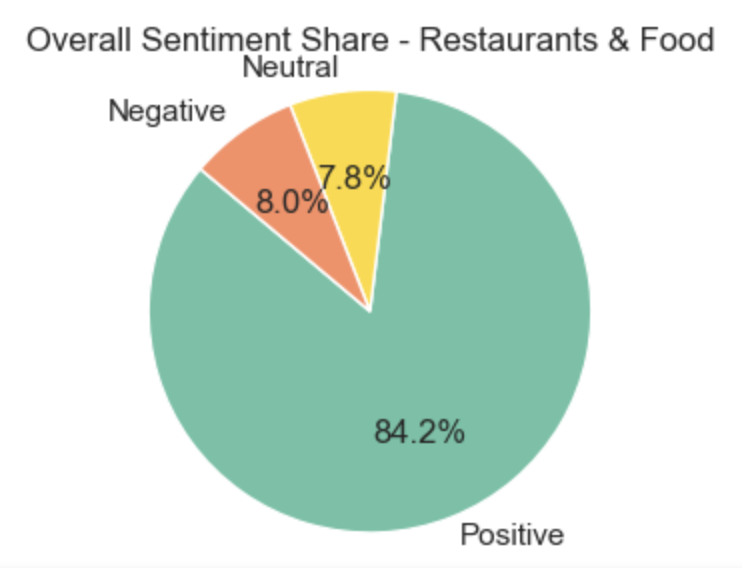 Overall Sentiment Share - Restaurants & Food
Neutral
Negative
7.8%
8.0%
84.2%
Positive